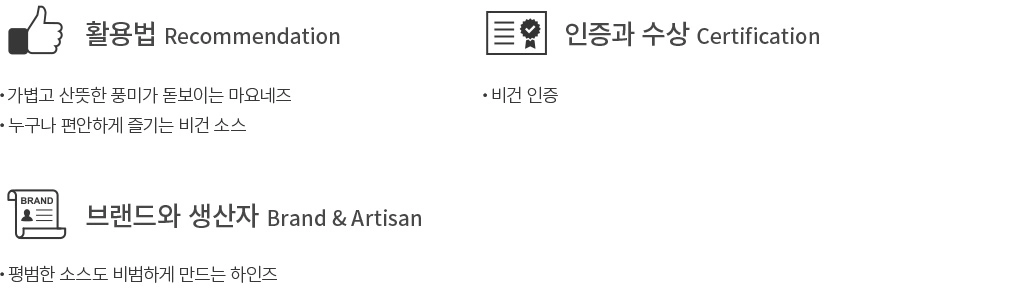 활용법 Recommendation
• 가볍고 산뜻한 풍미가 돋보이는 마요네즈
• 누구나 편안하게 즐기는 비건 소스
인증과 수상 Certification
• 비건 인증
BRAND
브랜드와 생산자 Brand & Artisan
• 평범한 소스도 비범하게 만드는 하인즈